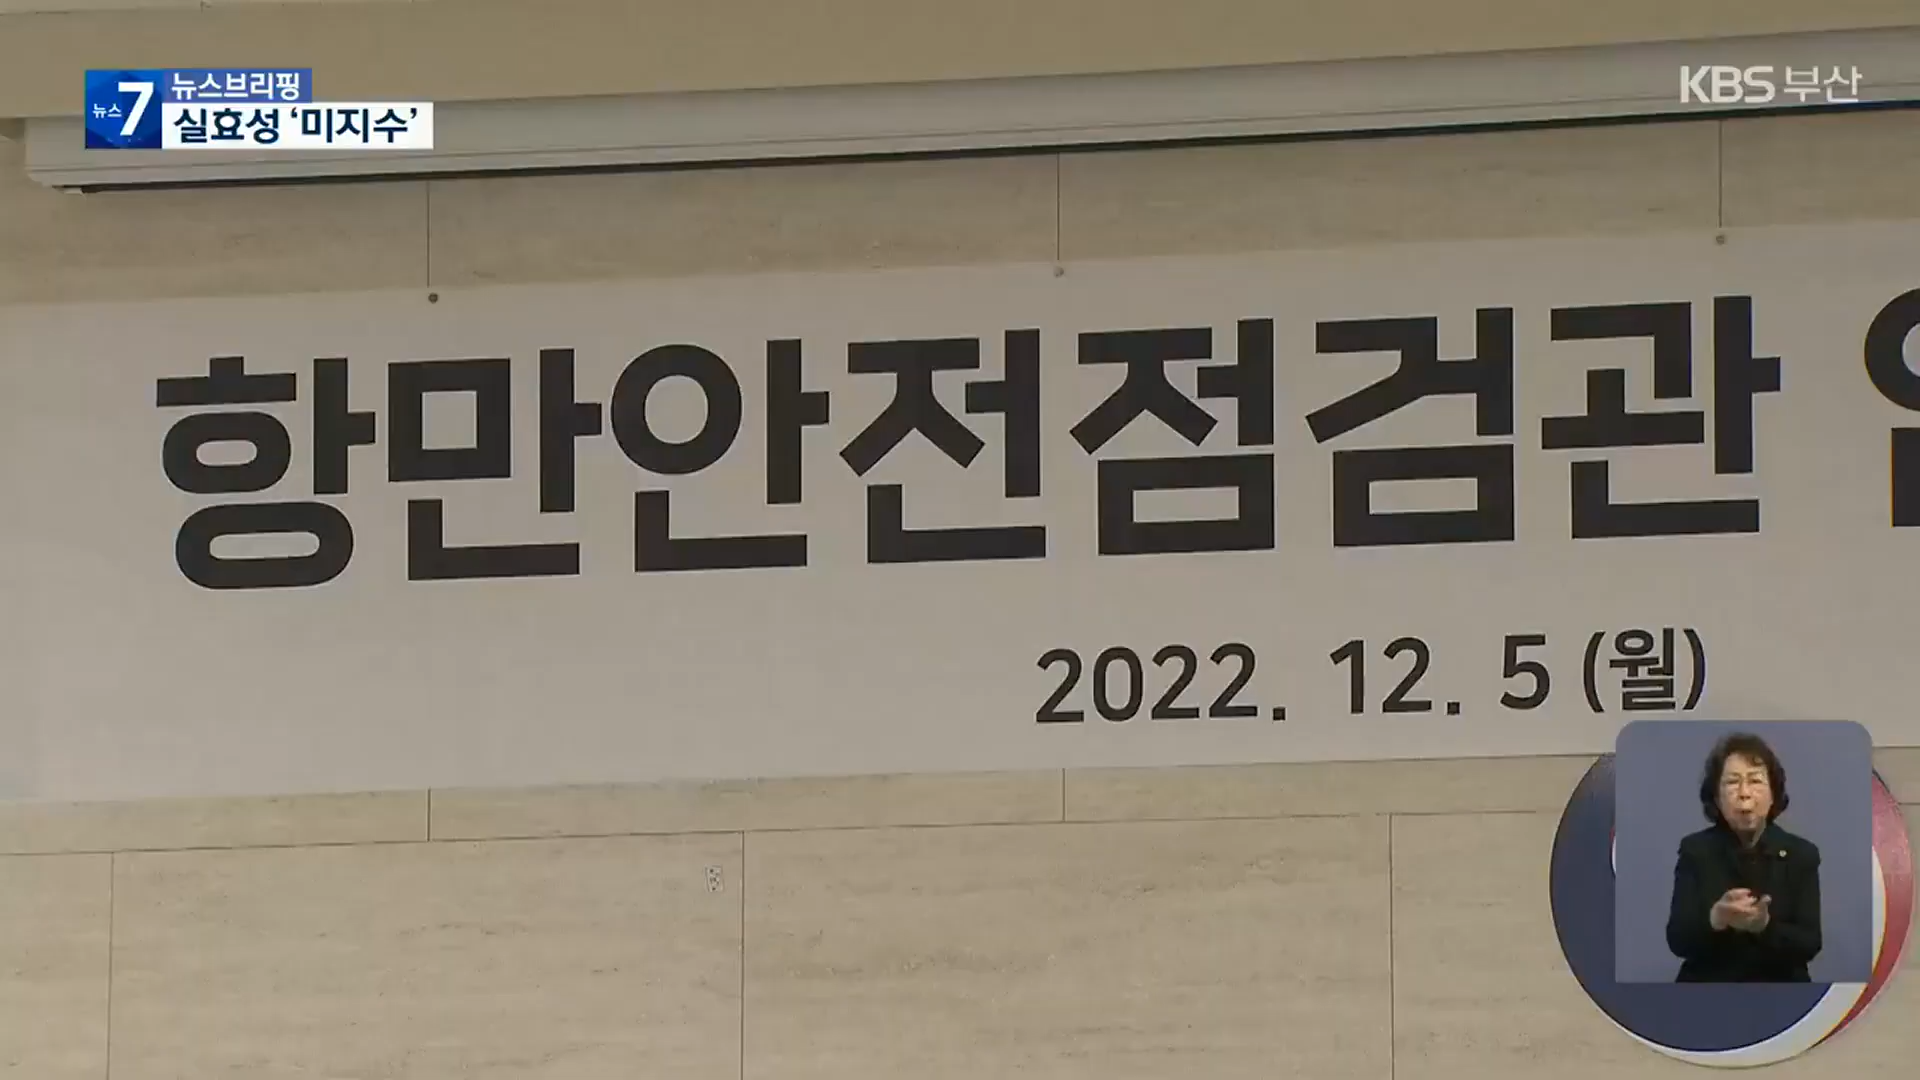 뉴스7
뉴스브리핑
실효성 ‘미지수’
KBS 부산
항만안전점검관
2022. 12. 5 (월)